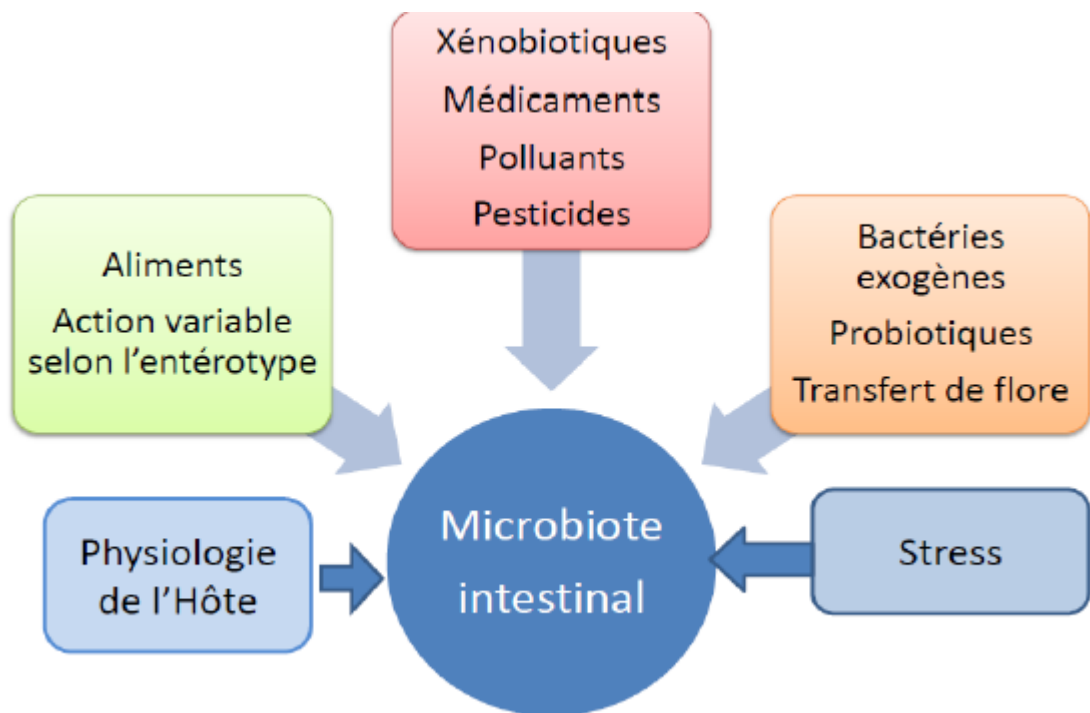 Xénobiotiques
Médicaments
Polluants
Pesticides
Aliments
Action variable
selon l'entérotype
Bactéries
exogènes
Probiotiques
Transfert de flore
Physiologie
de l'Hôte
Microbiote
intestinal
Stress